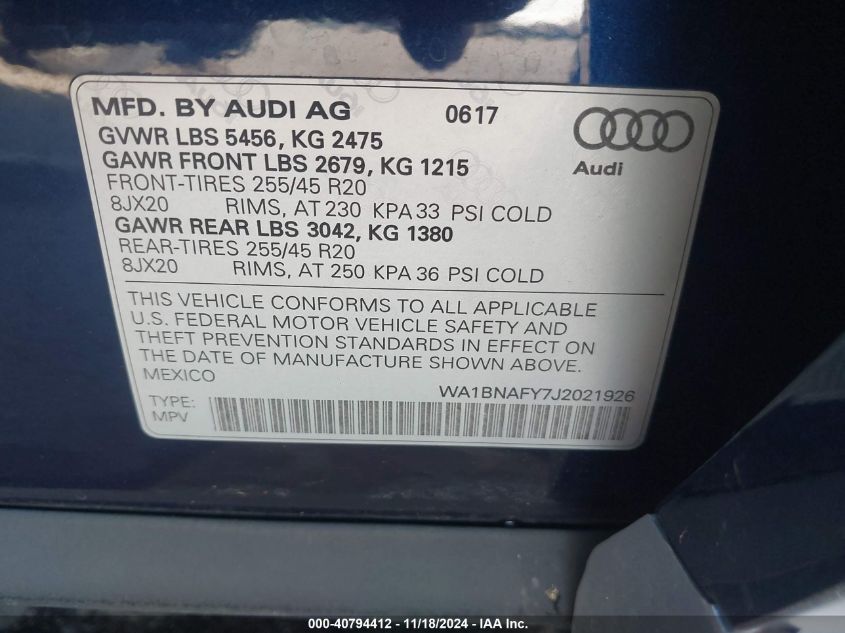 MFD. BY AUDI AG 0617
GVWR LBS 5456, KG 2475
GAWR FRONT LBS 2679, KG 1215
Audi
FRONT-TIRES 255/45 R20
8JX20 RIMS, AT 230 KPA 33 PSI COLD
GAWR REAR LBS 3042, KG 1380
REAR-TIRES 255/45 R20
8JX20 RIMS, AT 250 KPA 36 PSI COLD
THIS VEHICLE CONFORMS TO ALL APPLICABLE
U.S. FEDERAL MOTOR VEHICLE SAFETY AND
THEFT PREVENTION STANDARDS IN EFFECT ON
THE DATE OF MANUFACTURE SHOWN ABOVE.
MEXICO
WA1BNAFY7J2021926
TYPE:
MPV
000-40794412 - 11/18/2024 - IAA Inc.